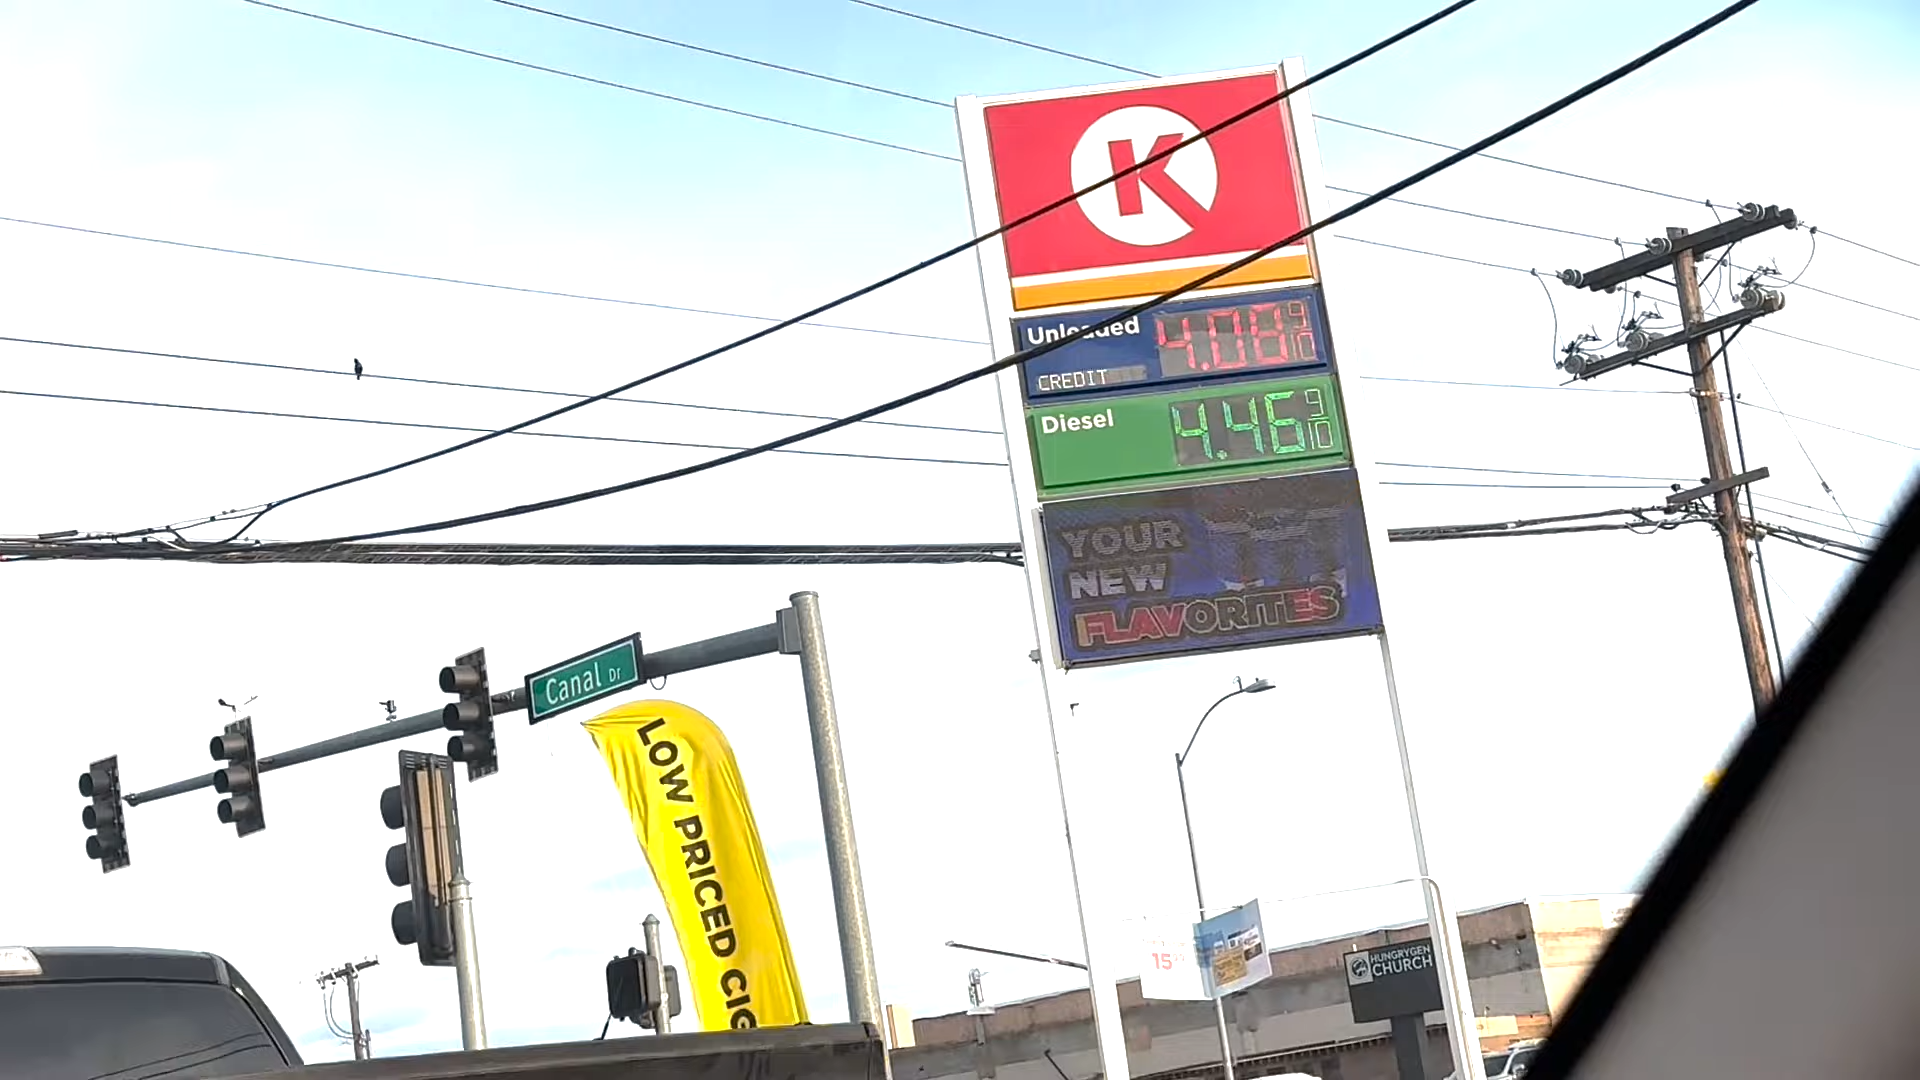 K
Unleaded 4.08 9/10
CREDIT
Diesel 4.46 9/10
YOUR
NEW
FLAVORITES
Canal Dr
LOW PRICED CIG
15
HUNGRYGEN
CHURCH